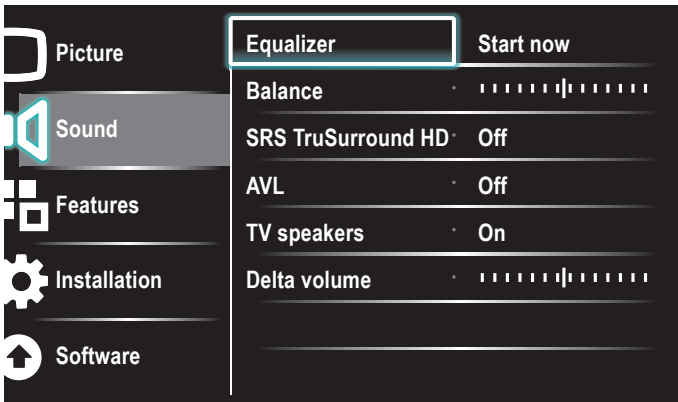 Picture
Sound
Features
Installation
Software
Equalizer Start now
Balance
SRS TruSurround HD Off
AVL Off
TV speakers On
Delta volume